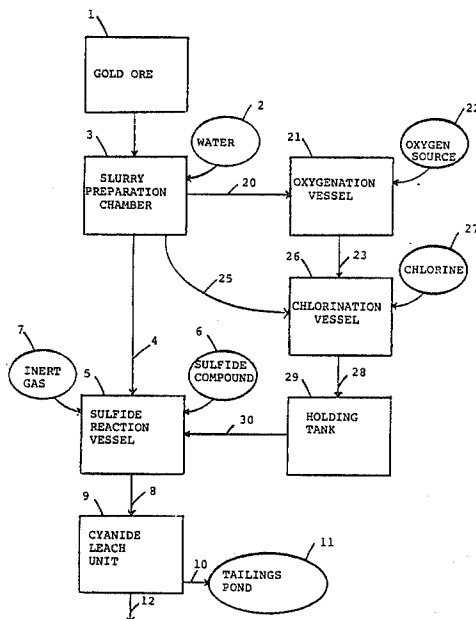 1
GOLD ORE
2
WATER
3
SLURRY
PREPARATION
CHAMBER
20
21
OXYGENATION
VESSEL
22
OXYGEN
SOURCE
23
25
26
CHLORINATION
VESSEL
27
CHLORINE
28
4
7
INERT
GAS
6
SULFIDE
COMPOUND
5
SULFIDE
REACTION
VESSEL
29
HOLDING
TANK
30
8
9
CYANIDE
LEACH
UNIT
10
11
TAILINGS
POND
12